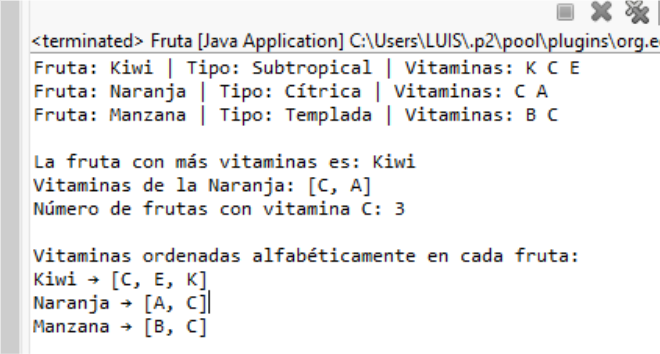 <terminated> Fruta [Java Application] C:\Users\LUIS\.p2\pool\plugins\org.e
Fruta: Kiwi | Tipo: Subtropical | Vitaminas: K C E
Fruta: Naranja | Tipo: Cítrica | Vitaminas: C A
Fruta: Manzana | Tipo: Templada | Vitaminas: B C
La fruta con más vitaminas es: Kiwi
Vitaminas de la Naranja: [C, A]
Número de frutas con vitamina C: 3
Vitaminas ordenadas alfabéticamente en cada fruta:
Kiwi → [C, E, K]
Naranja → [A, C]
Manzana → [B, C]